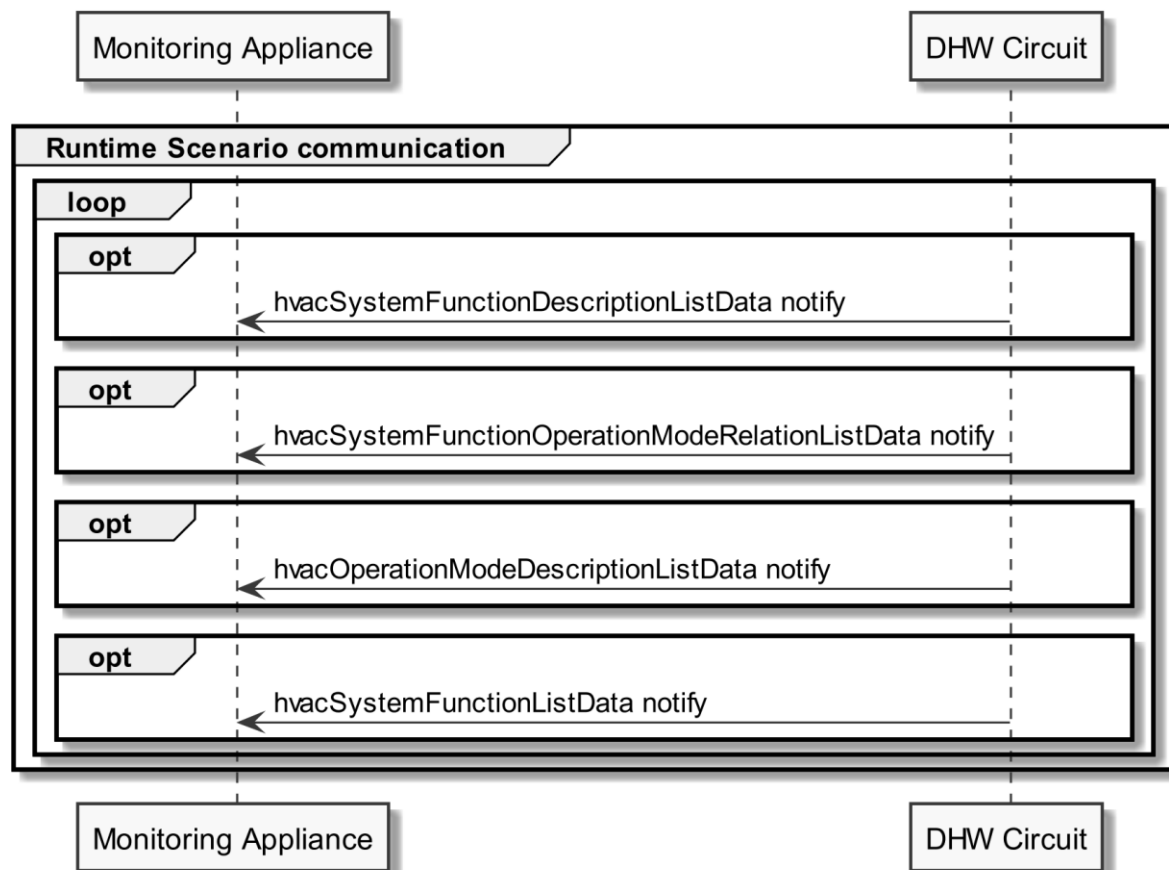 Monitoring Appliance
DHW Circuit
Runtime Scenario communication
loop
opt
hvacSystemFunctionDescriptionListData notify
opt
hvacSystemFunctionOperationModeRelationListData notify
opt
hvacOperationModeDescriptionListData notify
opt
hvacSystemFunctionListData notify
Monitoring Appliance
DHW Circuit